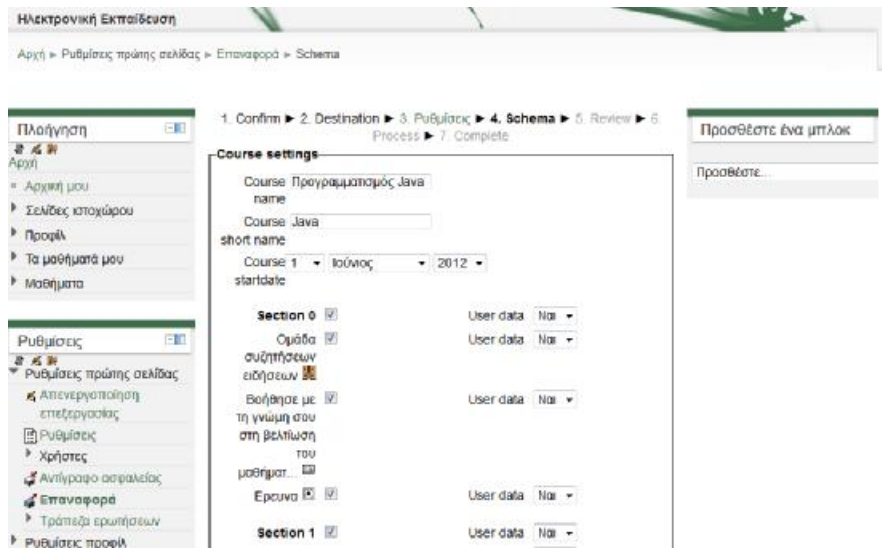 Ηλεκτρονική Εκπαίδευση
Αρχή ► Ρυθμίσεις πρώτης σελίδας ► Επαναφορά ► Schema
Πλοήγηση
Αρχή
Αρχική μου
Σελίδες ιστοχώρου
Προφίλ
Τα μαθήματά μου
Μαθήματα
Ρυθμίσεις
Ρυθμίσεις πρώτης σελίδας
Απενεργοποίηση
επεξεργασίας
Ρυθμίσεις
Χρήστες
Αντίγραφο ασφαλείας
Επαναφορά
Τράπεζα ερωτήσεων
Ρυθμίσεις προφίλ
1. Confirm ► 2. Destination ► 3. Ρυθμίσεις ► 4. Schema ► 5. Review ► 6.
Process ► 7. Complete
Course settings
Course Προγραμματισμός Java
name
Course Java
short name
Course 1 Ιούνιος 2012
startdate
Section 0 User data Ναι
Ομάδα User data Ναι
συζητήσεων
ειδήσεων
Βοήθησε με User data Ναι
τη γνώμη σου
στη βελτίωση
του
μαθήματ...
Ερευνα User data Ναι
Section 1 User data Ναι
Προσθέστε ένα μπλοκ
Προσθέστε...